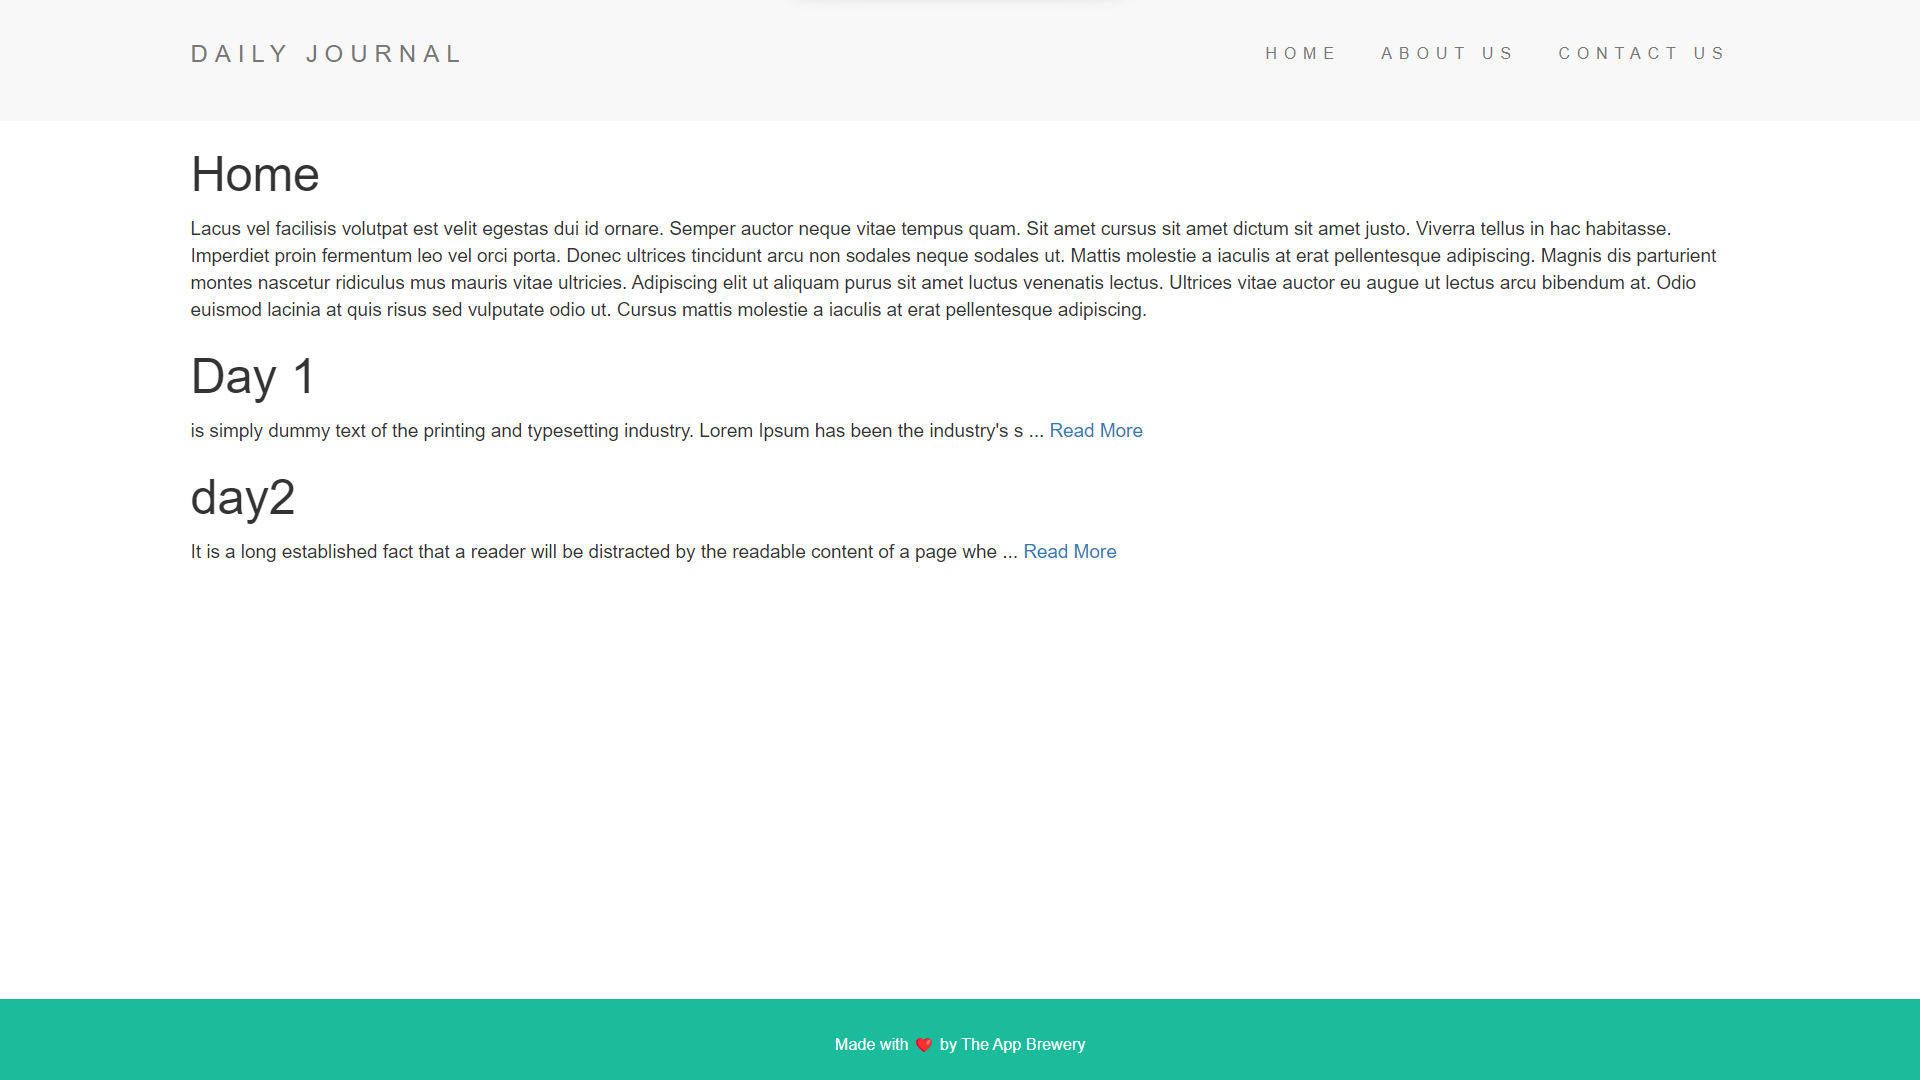 DAILY JOURNAL
HOME ABOUT US CONTACT US
Home
Lacus vel facilisis volutpat est velit egestas dui id ornare. Semper auctor neque vitae tempus quam. Sit amet cursus sit amet dictum sit amet justo. Viverra tellus in hac habitasse.
Imperdiet proin fermentum leo vel orci porta. Donec ultrices tincidunt arcu non sodales neque sodales ut. Mattis molestie a iaculis at erat pellentesque adipiscing. Magnis dis parturient
montes nascetur ridiculus mus mauris vitae ultricies. Adipiscing elit ut aliquam purus sit amet luctus venenatis lectus. Ultrices vitae auctor eu augue ut lectus arcu bibendum at. Odio
euismod lacinia at quis risus sed vulputate odio ut. Cursus mattis molestie a iaculis at erat pellentesque adipiscing.
Day 1
is simply dummy text of the printing and typesetting industry. Lorem Ipsum has been the industry's s ... Read More
day2
It is a long established fact that a reader will be distracted by the readable content of a page whe ... Read More
Made with ❤️ by The App Brewery